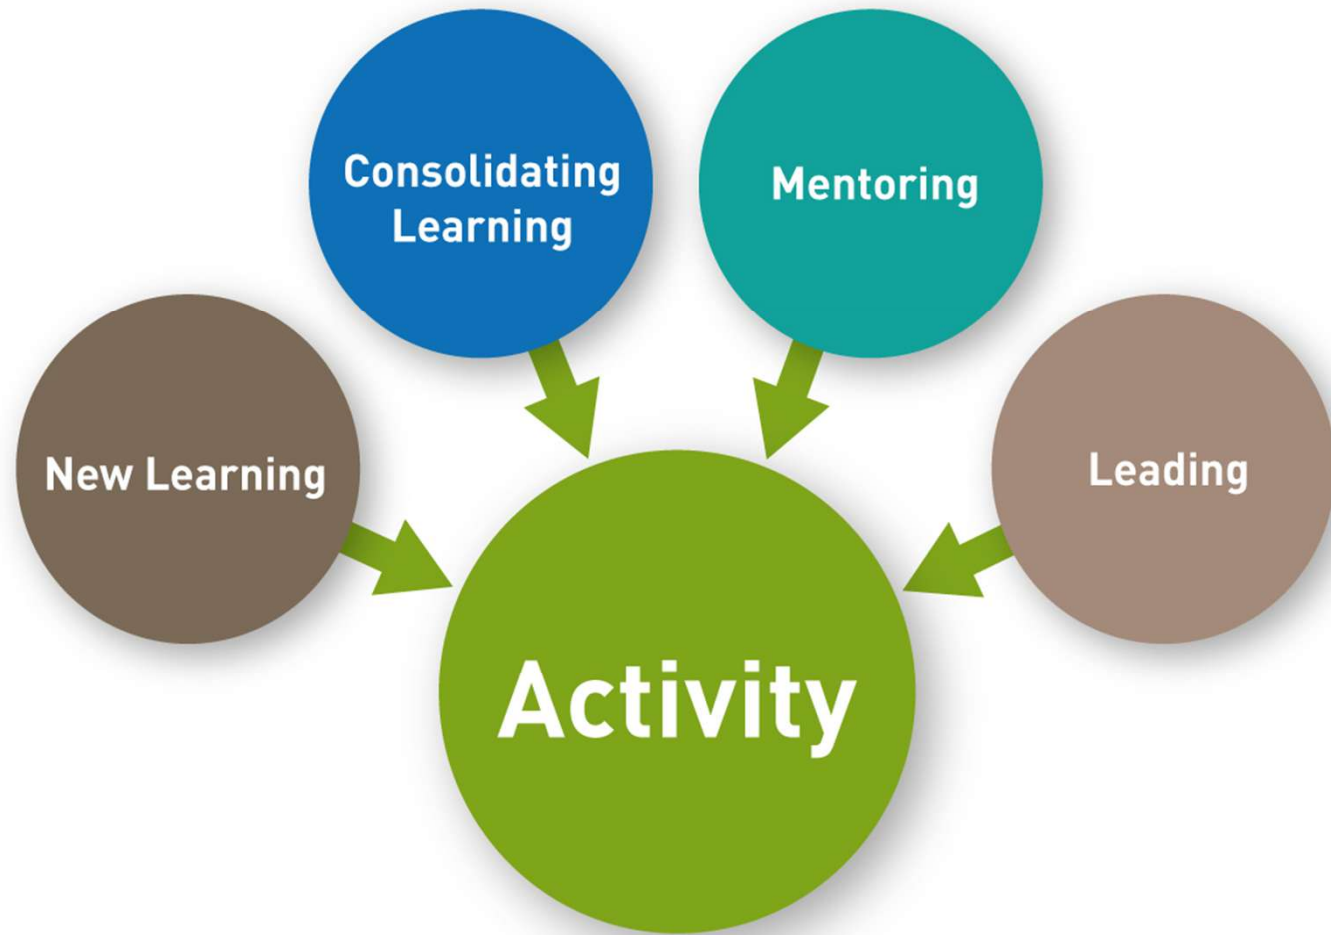 Consolidating
Learning
Mentoring
New Learning
Leading
Activity